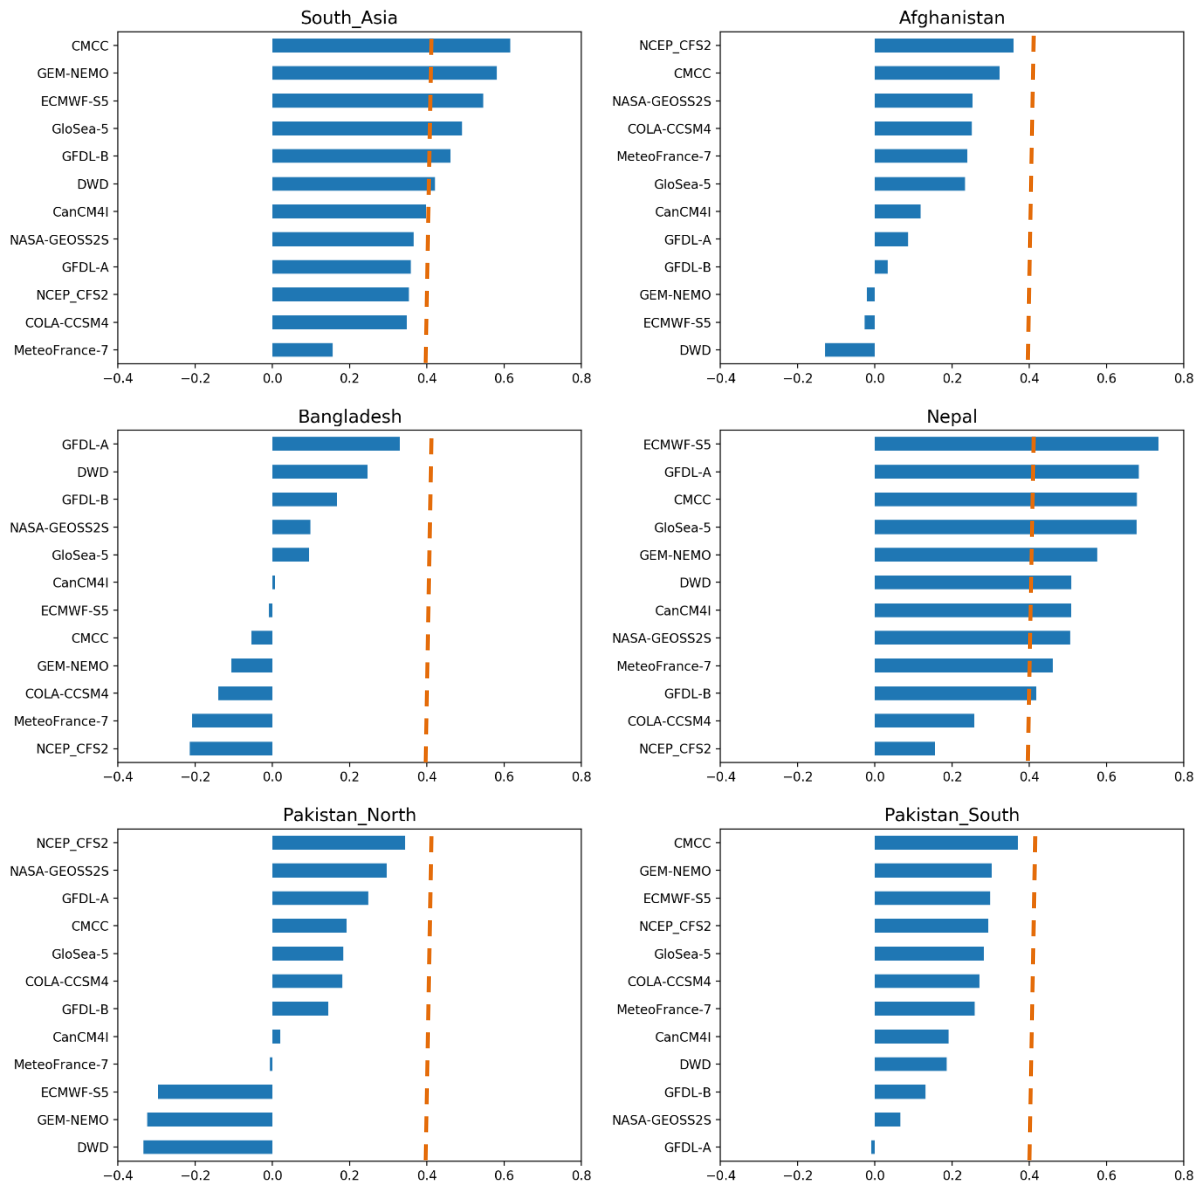 South_Asia
CMCC
GEM-NEMO
ECMWF-S5
GloSea-5
GFDL-B
DWD
CanCM4I
NASA-GEOSS2S
GFDL-A
NCEP_CFS2
COLA-CCSM4
MeteoFrance-7
−0.4 −0.2 0.0 0.2 0.4 0.6 0.8
Afghanistan
NCEP_CFS2
CMCC
NASA-GEOSS2S
COLA-CCSM4
MeteoFrance-7
GloSea-5
CanCM4I
GFDL-A
GFDL-B
GEM-NEMO
ECMWF-S5
DWD
−0.4 −0.2 0.0 0.2 0.4 0.6 0.8
Bangladesh
GFDL-A
DWD
GFDL-B
NASA-GEOSS2S
GloSea-5
CanCM4I
ECMWF-S5
CMCC
GEM-NEMO
COLA-CCSM4
MeteoFrance-7
NCEP_CFS2
−0.4 −0.2 0.0 0.2 0.4 0.6 0.8
Nepal
ECMWF-S5
GFDL-A
CMCC
GloSea-5
GEM-NEMO
DWD
CanCM4I
NASA-GEOSS2S
MeteoFrance-7
GFDL-B
COLA-CCSM4
NCEP_CFS2
−0.4 −0.2 0.0 0.2 0.4 0.6 0.8
Pakistan_North
NCEP_CFS2
NASA-GEOSS2S
GFDL-A
CMCC
GloSea-5
COLA-CCSM4
GFDL-B
CanCM4I
MeteoFrance-7
ECMWF-S5
GEM-NEMO
DWD
−0.4 −0.2 0.0 0.2 0.4 0.6 0.8
Pakistan_South
CMCC
GEM-NEMO
ECMWF-S5
NCEP_CFS2
GloSea-5
COLA-CCSM4
MeteoFrance-7
CanCM4I
DWD
GFDL-B
NASA-GEOSS2S
GFDL-A
−0.4 −0.2 0.0 0.2 0.4 0.6 0.8